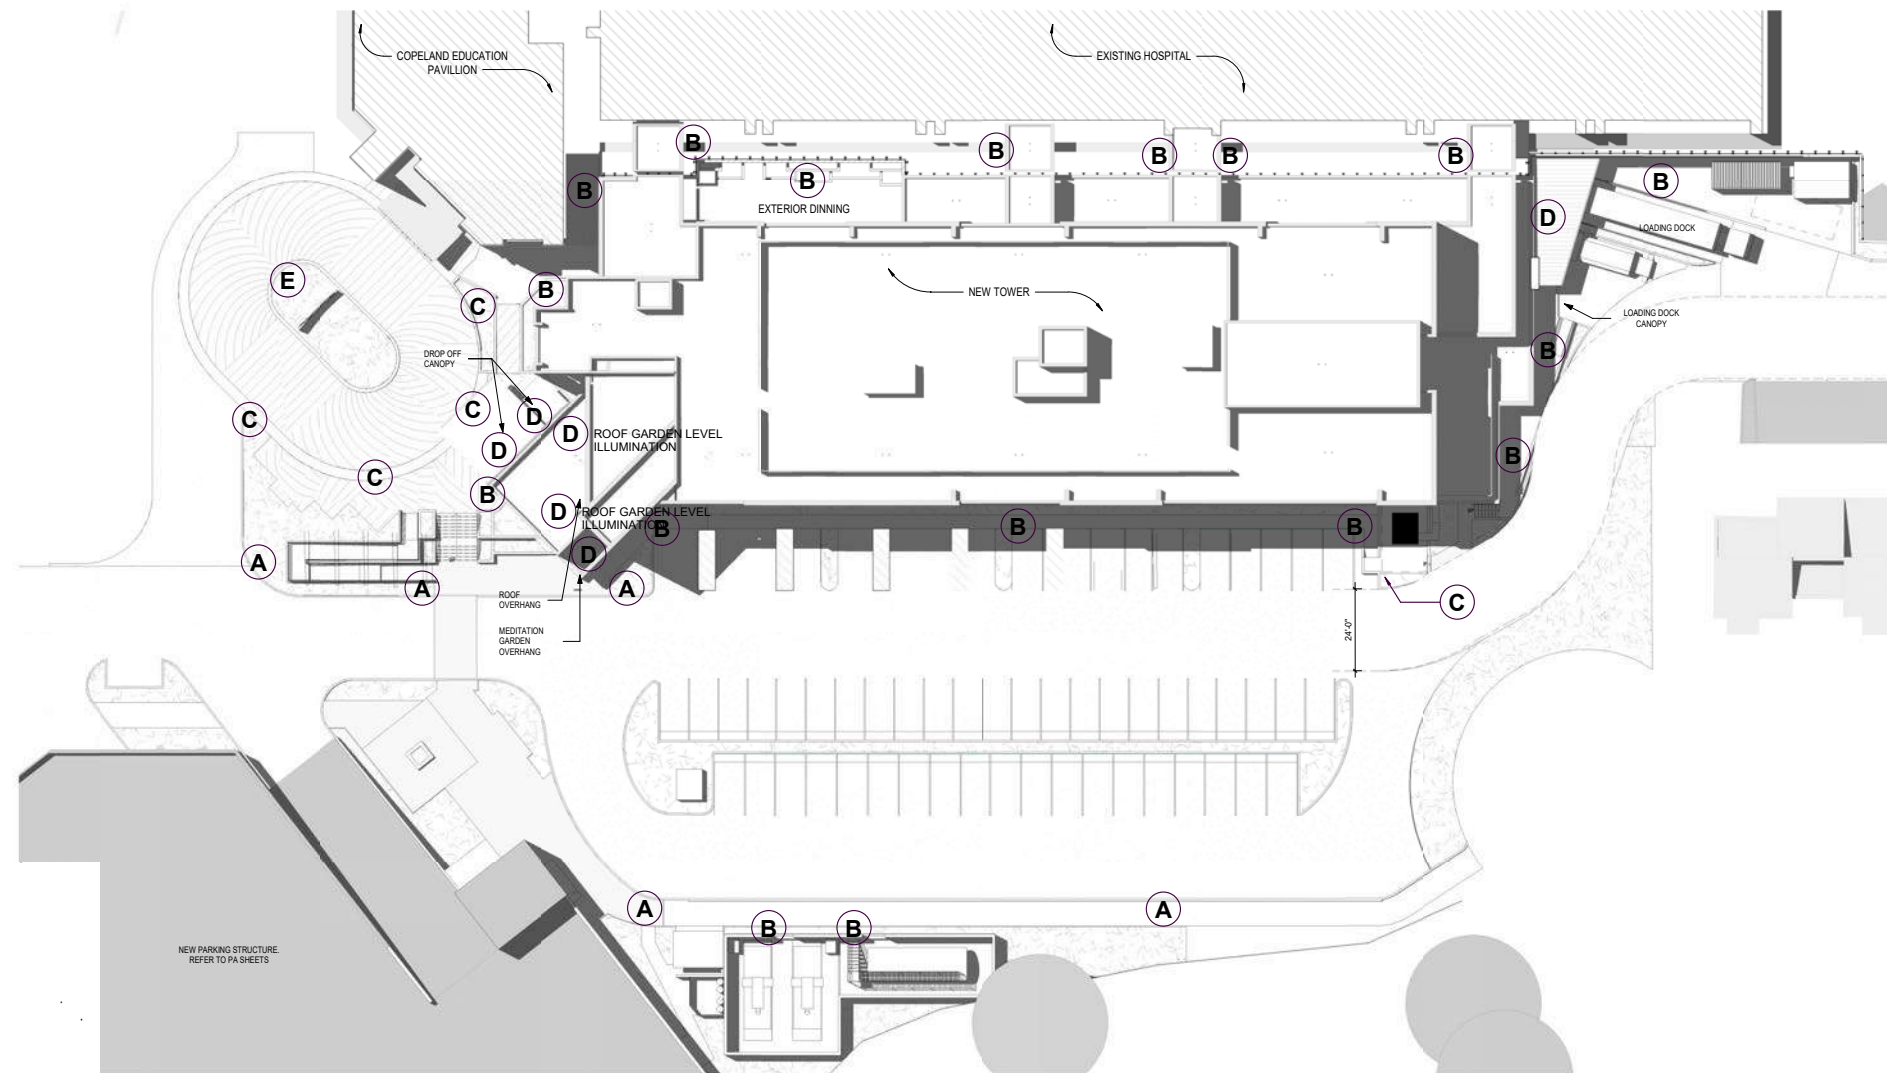 COPELAND EDUCATION
PAVILLION
EXISTING HOSPITAL
B
B
B
B
B
B
B
B
EXTERIOR DINNING
B
D
LOADING DOCK
E
C
B
NEW TOWER
LOADING DOCK
CANOPY
B
DROP OFF
CANOPY
C
C
D
D
D
ROOF GARDEN LEVEL
ILLUMINATION
B
C
B
D
ROOF GARDEN LEVEL
ILLUMINATION
B
B
B
A
D
A
A
ROOF
OVERHANG
C
MEDITATION
GARDEN
OVERHANG
24'-0"
A
A
B
B
NEW PARKING STRUCTURE.
REFER TO PA SHEETS